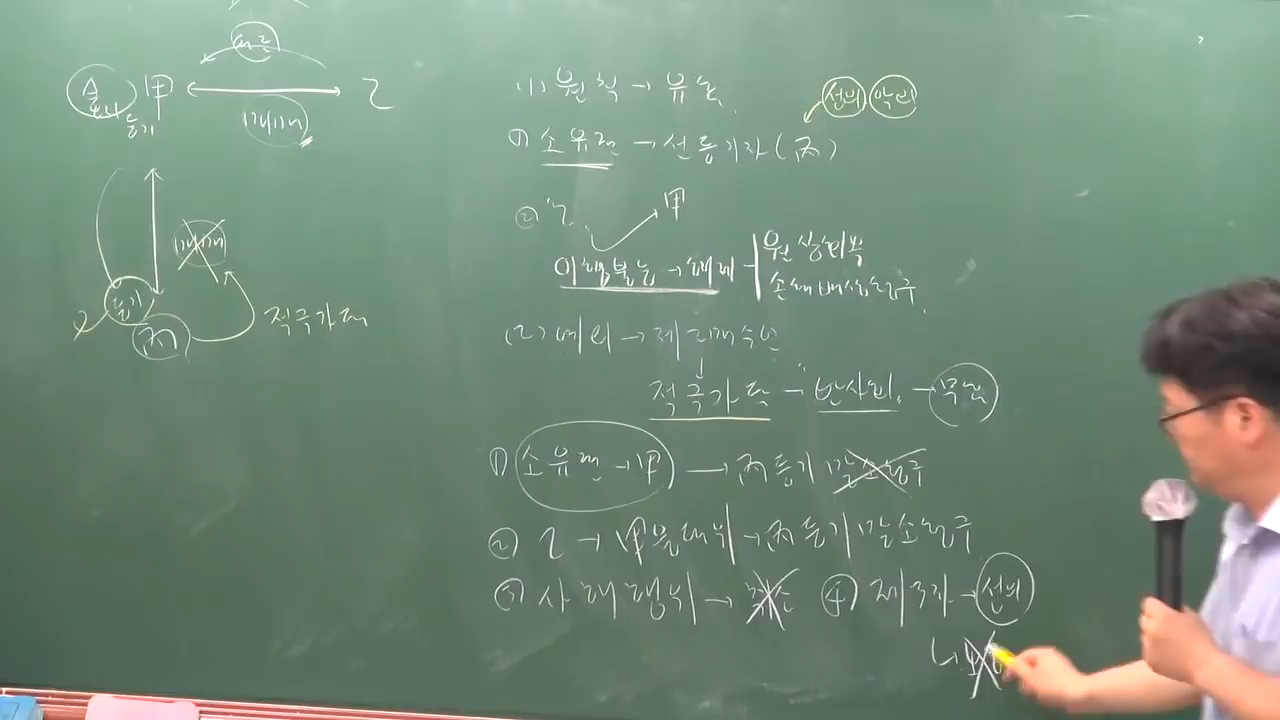 매매
등기
甲
乙
매매
등기
丙
적극가담
(1) 원칙 → 유효
선의 악의
① 소유권 → 선등기자(丙)
② 乙 甲
이행불능 → 해제
원상회복
손해배상청구
(2) 예외 → 제2매수인
적극가담 - 반사회 - 무효
① 소유권 → 甲 → 丙등기 말소청구
② 乙 → 甲을 대위 → 丙등기 말소청구
③ 사해행위 → 취소 ④ 제3자 → 선의